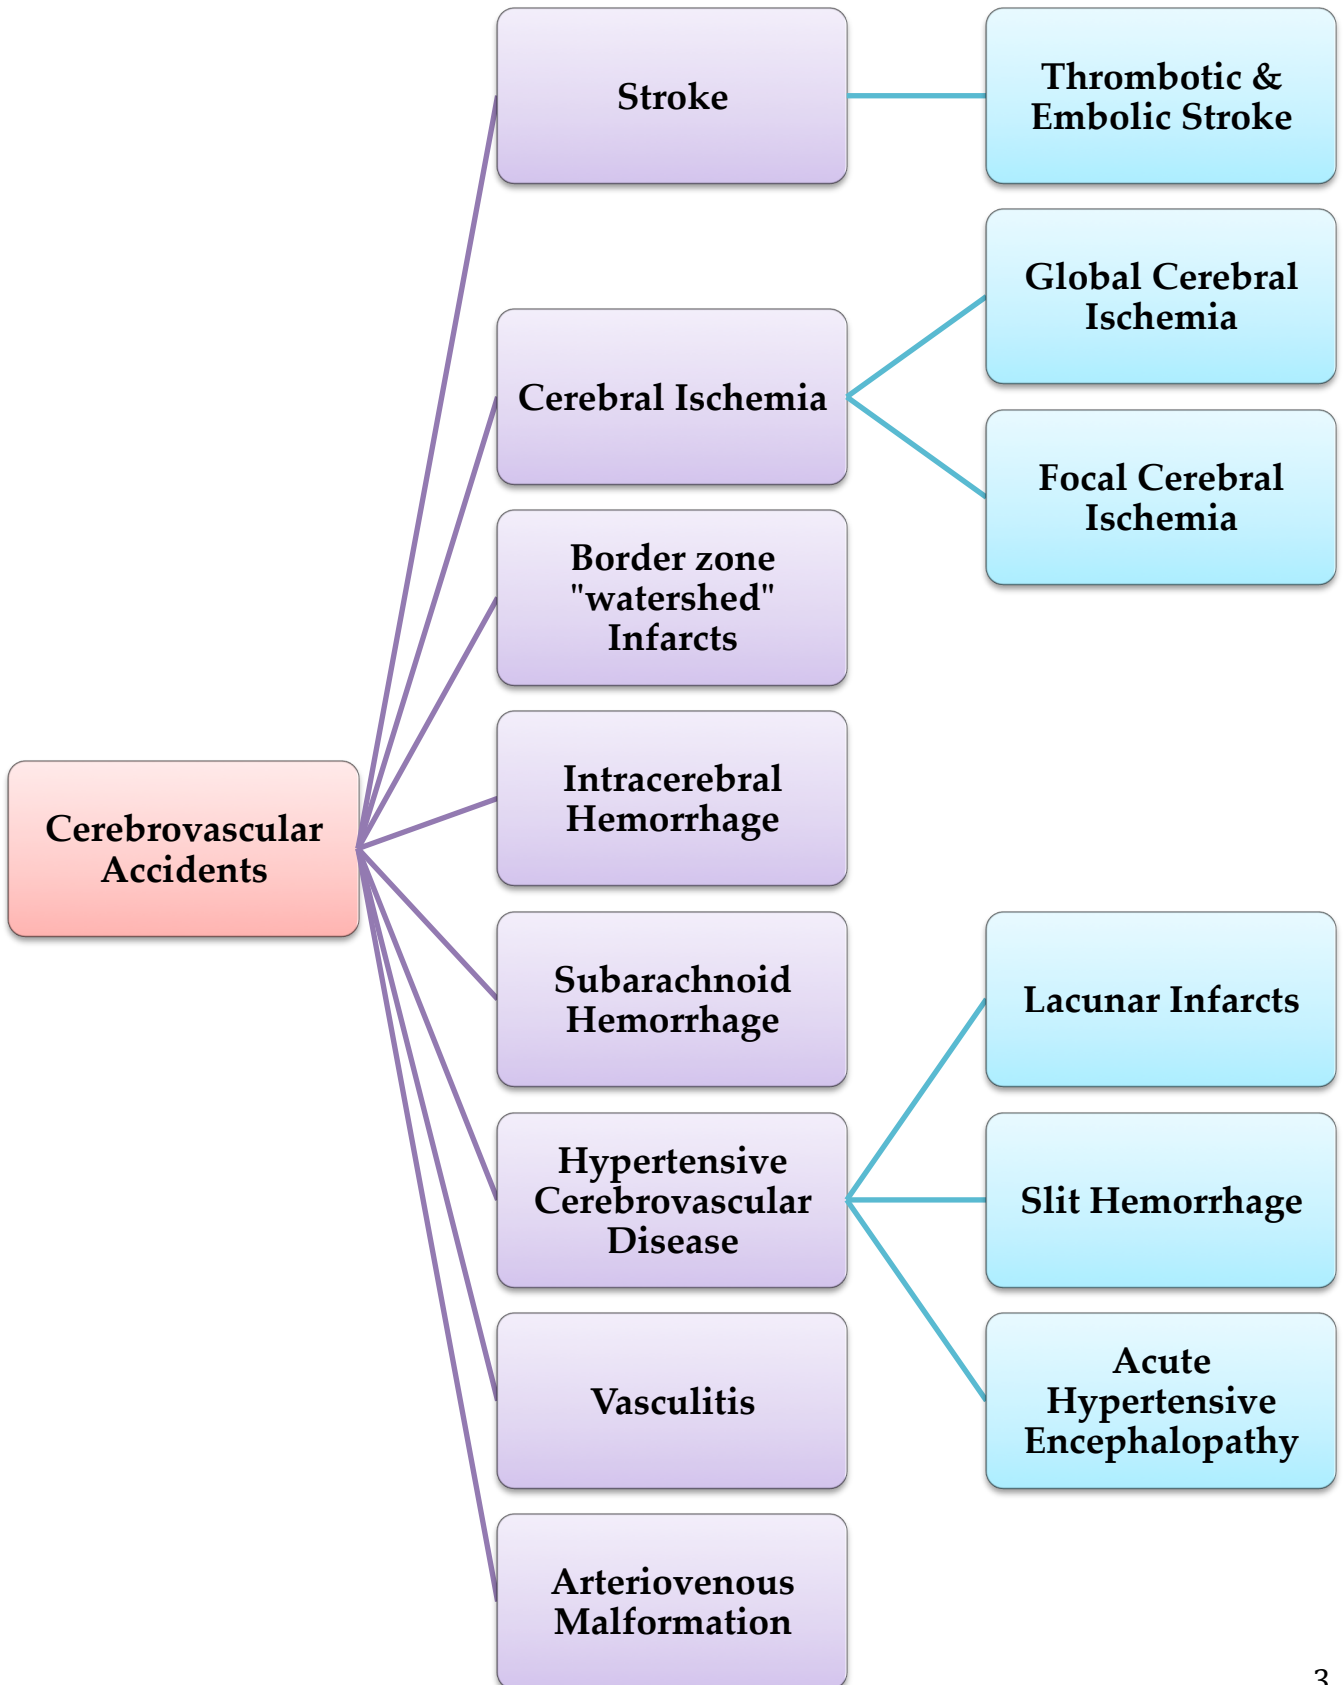 Stroke
Thrombotic &
Embolic Stroke
Global Cerebral
Ischemia
Cerebral Ischemia
Focal Cerebral
Ischemia
Border zone
"watershed"
Infarcts
Intracerebral
Hemorrhage
Cerebrovascular
Accidents
Subarachnoid
Hemorrhage
Lacunar Infarcts
Hypertensive
Cerebrovascular
Disease
Slit Hemorrhage
Vasculitis
Acute
Hypertensive
Encephalopathy
Arteriovenous
Malformation
3